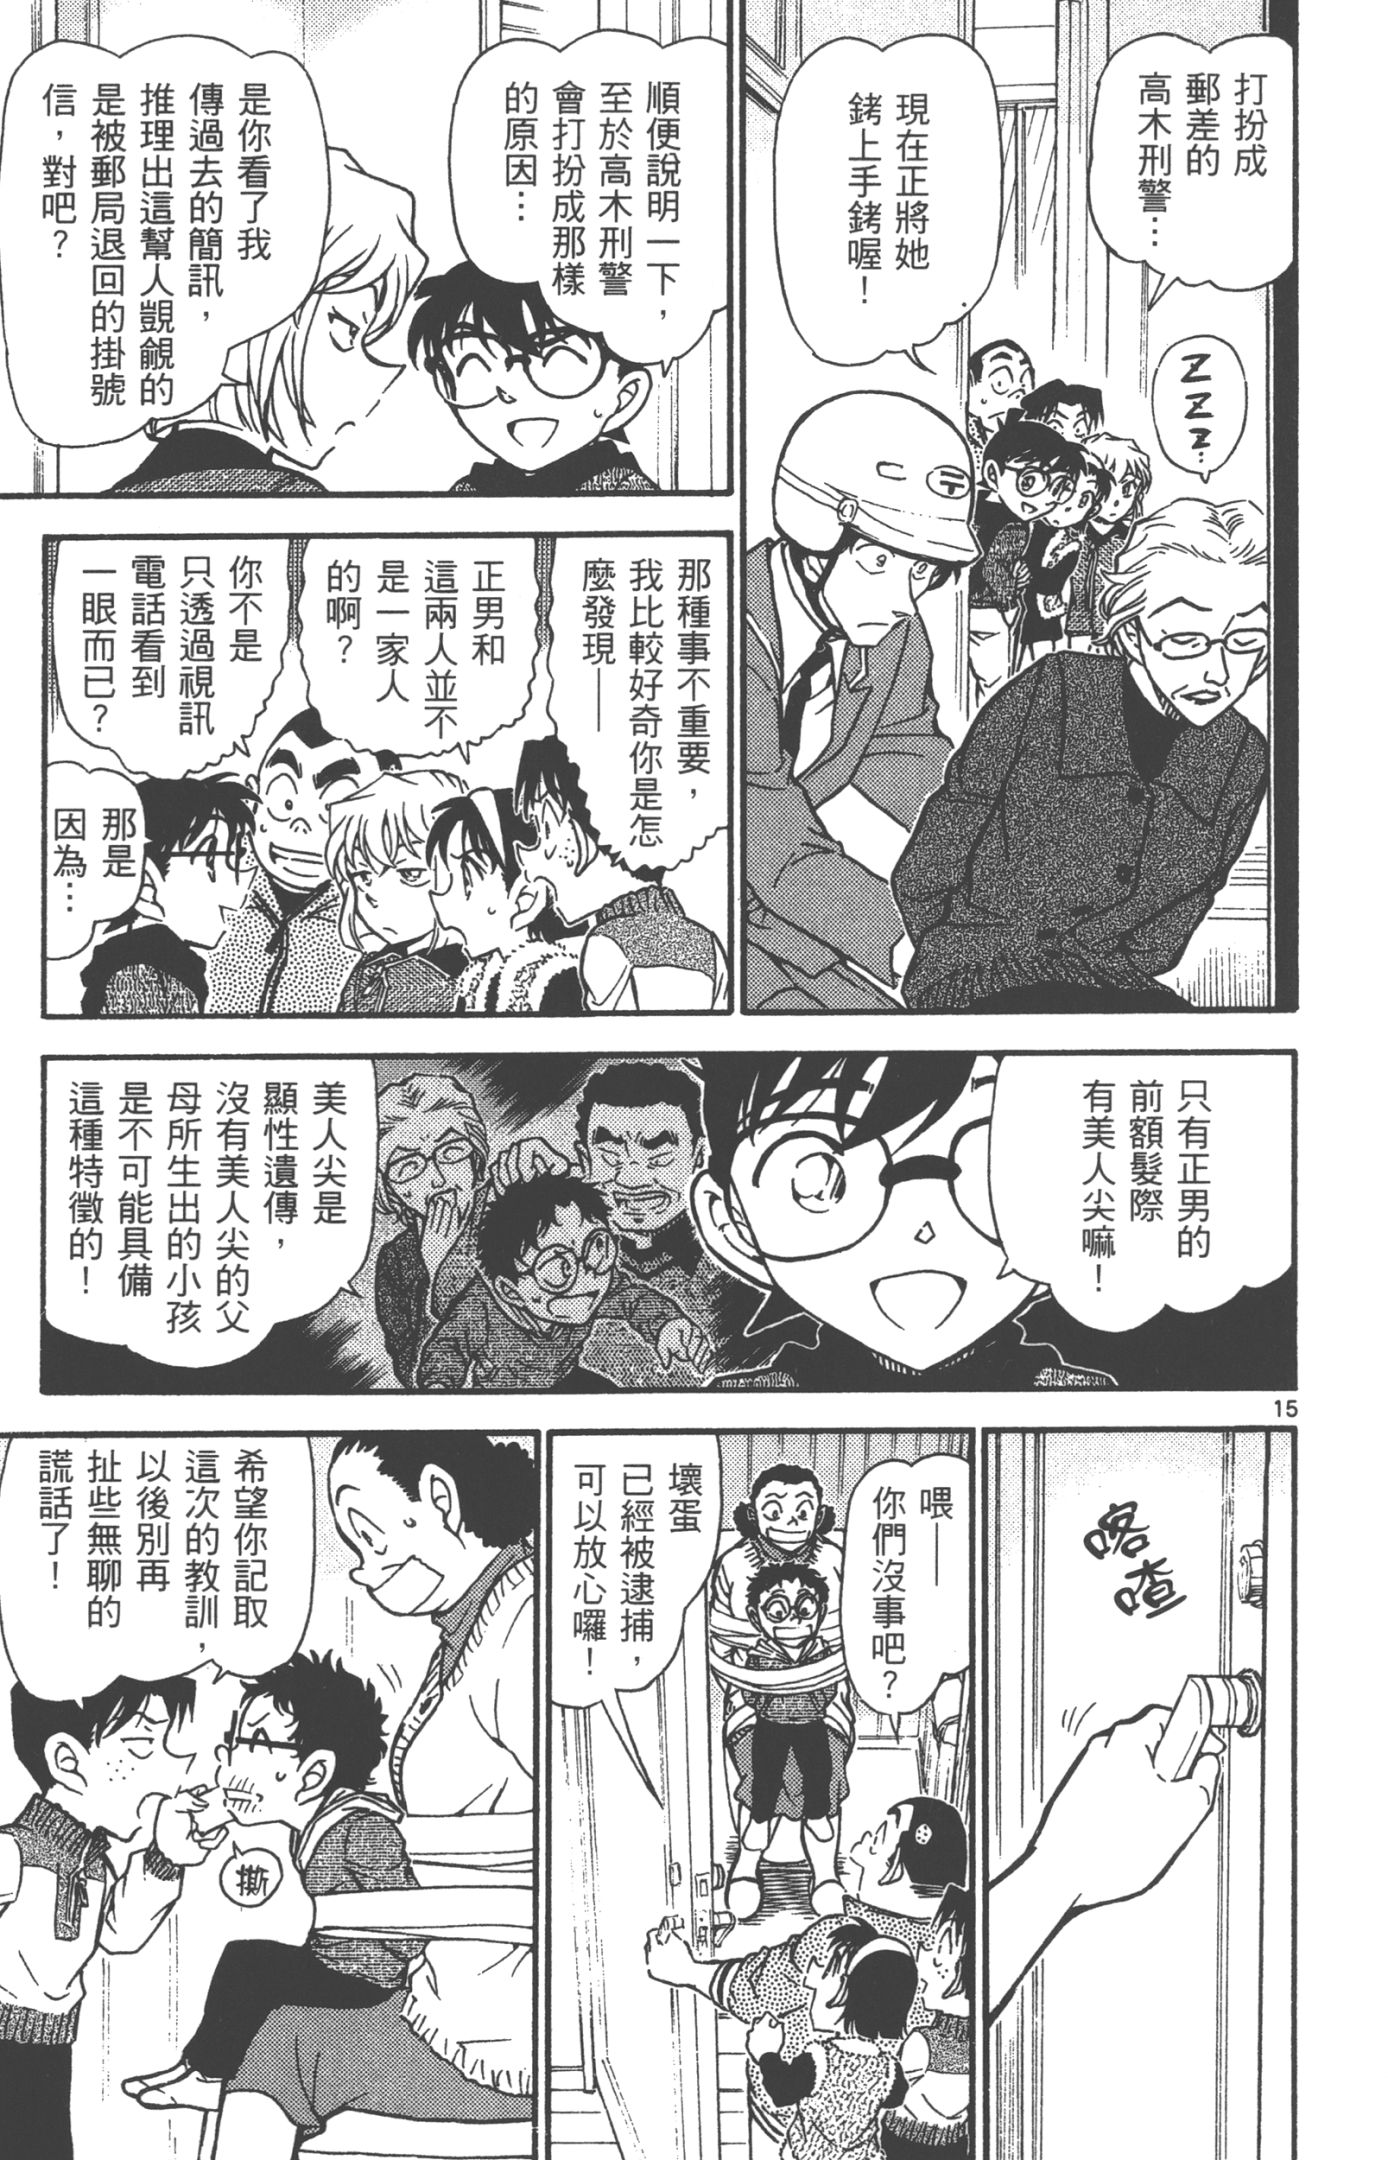 打扮成
郵差的
高木刑警…
現在正將她
銬上手銬喔！
ZZZ…
〒
順便說明一下，
至於高木刑警
會打扮成那樣
的原因…
是你看了我
傳過去的簡訊，
推理出這幫人覬覦的
是被郵局退回的掛號
信，對吧？
那種事不重要，
我比較好奇你是怎
麼發現——
正男和
這兩人並不
是一家人
的啊？
你不是
只透過視訊
電話看到
一眼而已？
那是
因為…
只有正男的
前額髮際
有美人尖嘛！
美人尖是
顯性遺傳，
沒有美人尖的父
母所生出的小孩
是不可能具備
這種特徵的！
15
喀喳
喂——
你們沒事吧？
壞蛋
已經被逮捕，
可以放心囉！
希望你記取
這次的教訓，
以後別再
扯些無聊的
謊話了！
撕